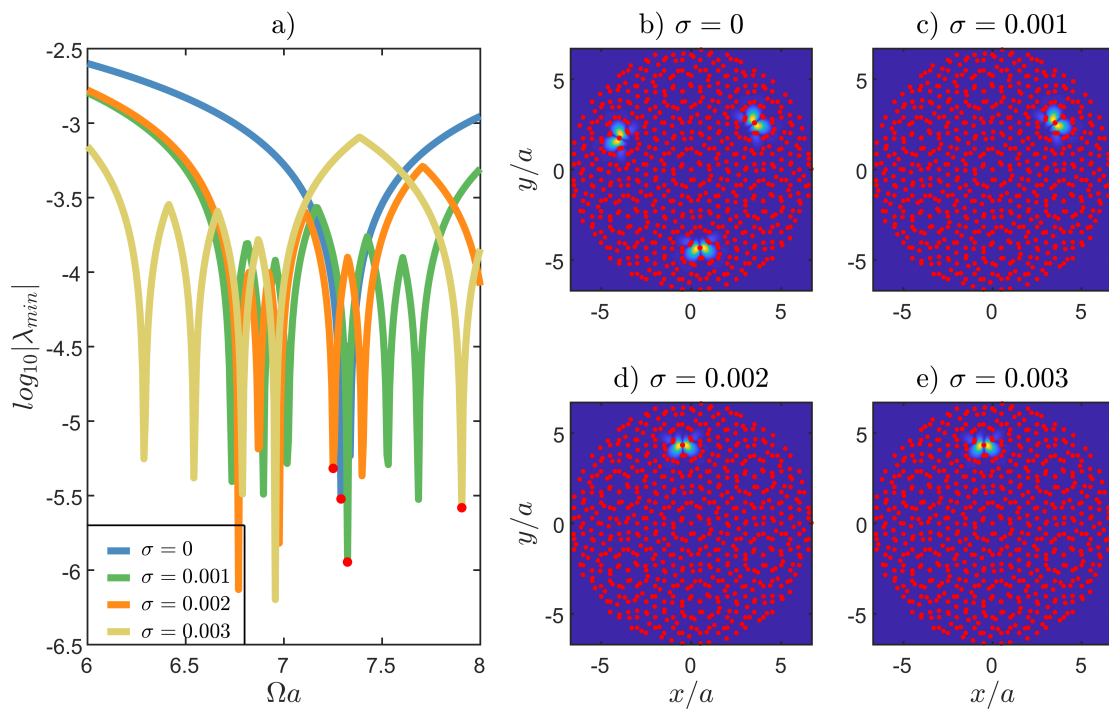 a)
-2.5
-3
-3.5
-4
-4.5
-5
-5.5
-6
-6.5
log₁₀|λₘᵢₙ|
6
6.5
7
7.5
8
Ωa
σ = 0
σ = 0.001
σ = 0.002
σ = 0.003
b) σ = 0
5
0
-5
y/a
-5
0
5
c) σ = 0.001
5
0
-5
-5
0
5
d) σ = 0.002
5
0
-5
y/a
-5
0
5
x/a
e) σ = 0.003
5
0
-5
-5
0
5
x/a